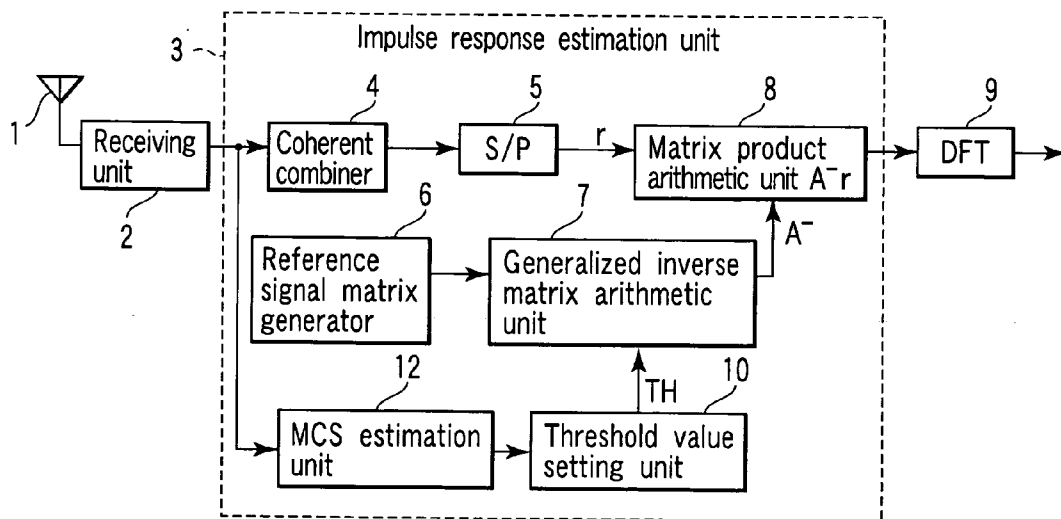 Impulse response estimation unit
3
1
Receiving
unit
2
4
Coherent
combiner
5
S/P
r
8
Matrix product
arithmetic unit A⁻r
9
DFT
6
Reference
signal matrix
generator
7
Generalized inverse
matrix arithmetic
unit
A⁻
12
MCS estimation
unit
TH
10
Threshold value
setting unit